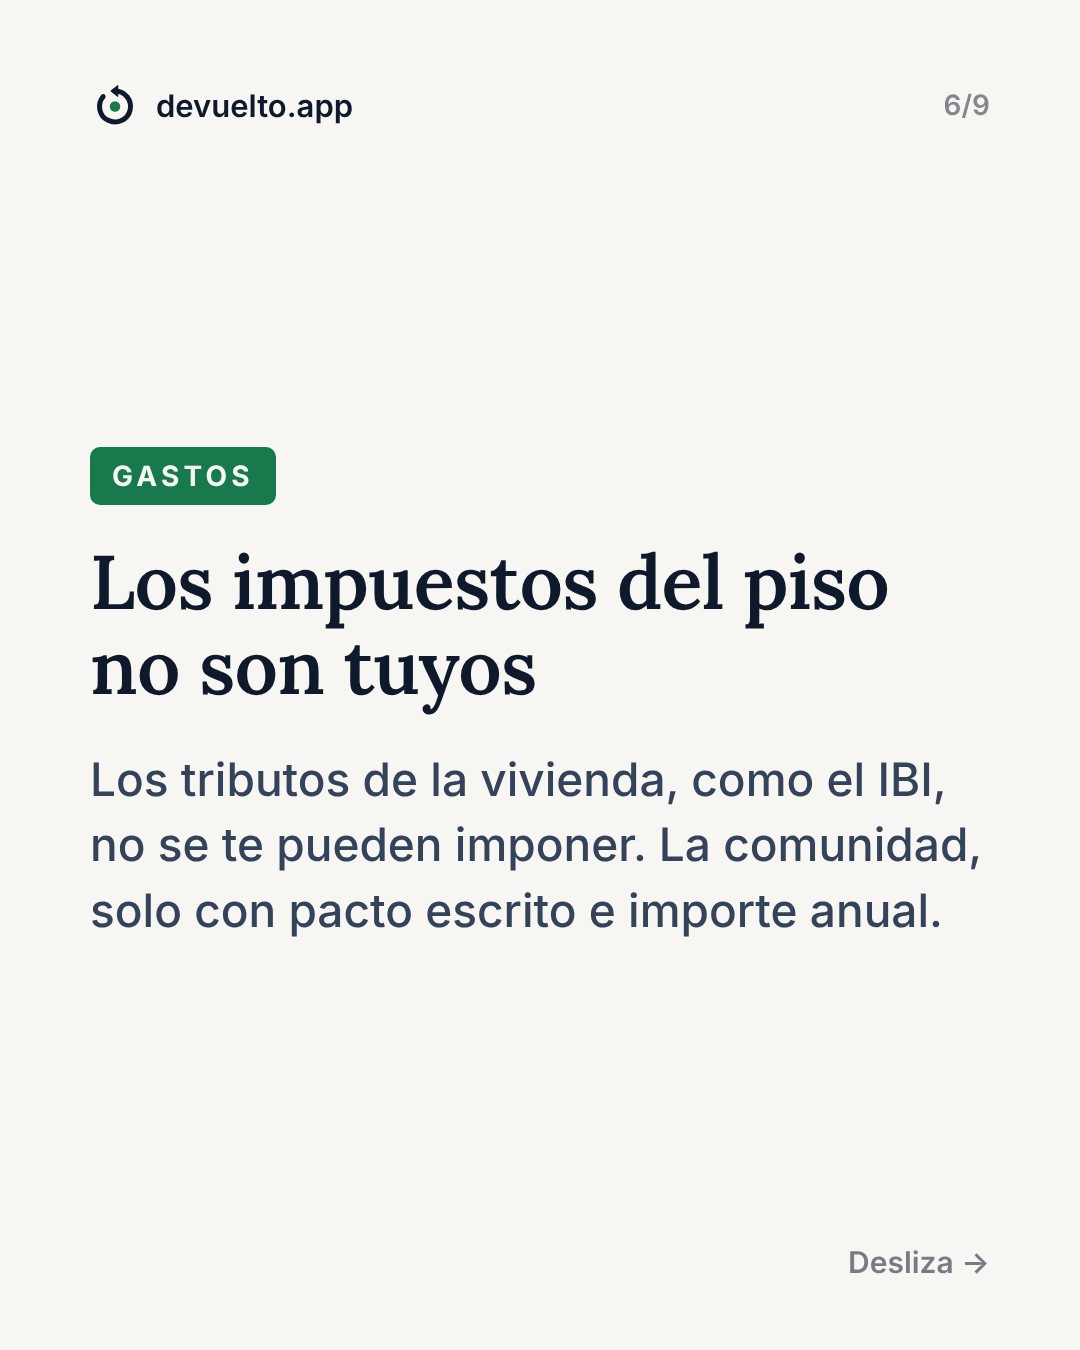 devuelto.app
6/9
GASTOS
Los impuestos del piso
no son tuyos
Los tributos de la vivienda, como el IBI,
no se te pueden imponer. La comunidad,
solo con pacto escrito e importe anual.
Desliza →